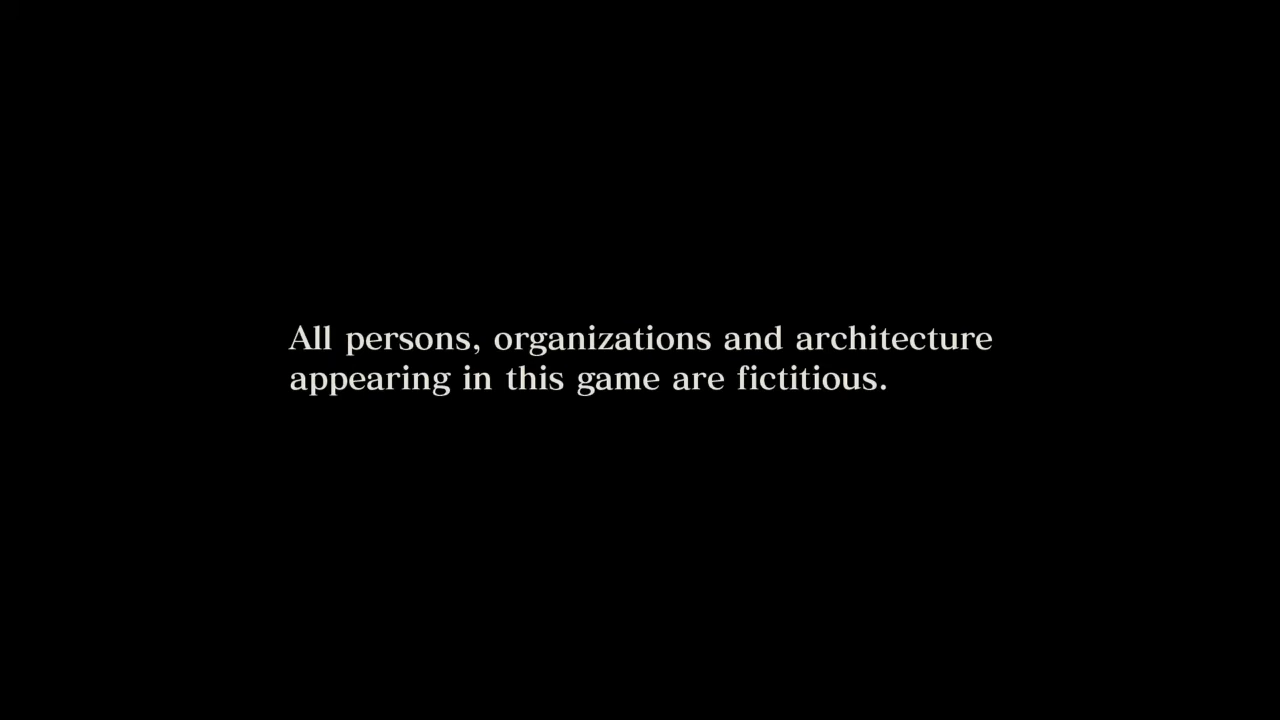 All persons, organizations and architecture
appearing in this game are fictitious.